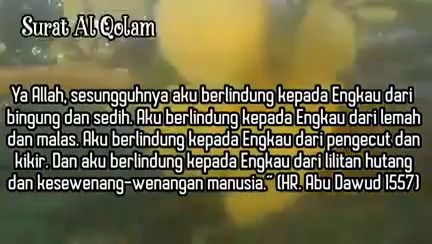 Surat Al Qolam
Ya Allah, sesungguhnya aku berlindung kepada Engkau dari
bingung dan sedih. Aku berlindung kepada Engkau dari lemah
dan malas. Aku berlindung kepada Engkau dari pengecut dan
kikir. Dan aku berlindung kepada Engkau dari lilitan hutang
dan kesewenang-wenangan manusia.” (HR. Abu Dawud 1557)